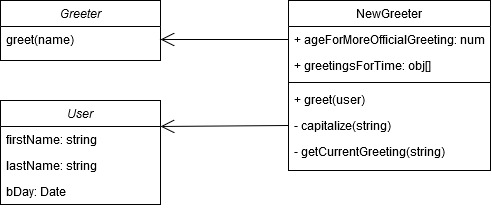 Greeter
greet(name)
User
firstName: string
lastName: string
bDay: Date
NewGreeter
+ ageForMoreOfficialGreeting: num
+ greetingsForTime: obj[]
+ greet(user)
- capitalize(string)
- getCurrentGreeting(string)